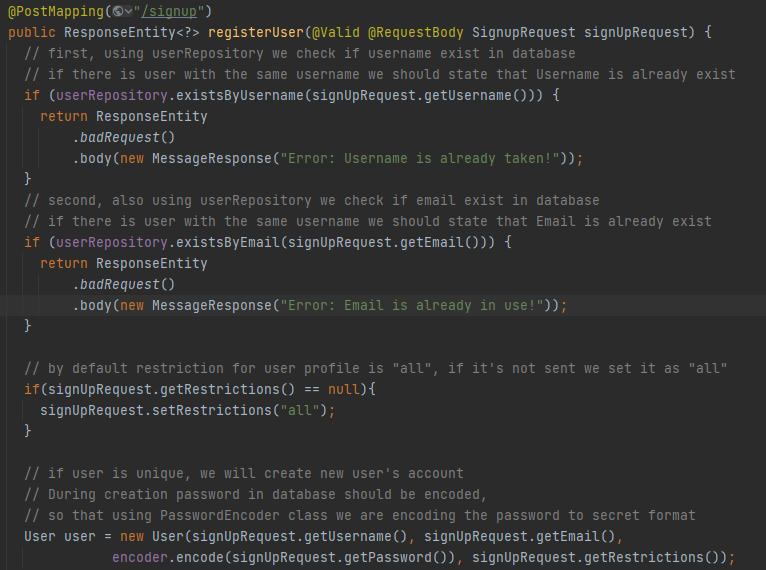 @PostMapping("/signup")
public ResponseEntity<?> registerUser(@Valid @RequestBody SignupRequest signUpRequest) {
  // first, using userRepository we check if username exist in database
  // if there is user with the same username we should state that Username is already exist
  if (userRepository.existsByUsername(signUpRequest.getUsername())) {
    return ResponseEntity
        .badRequest()
        .body(new MessageResponse("Error: Username is already taken!"));
  }
  // second, also using userRepository we check if email exist in database
  // if there is user with the same username we should state that Email is already exist
  if (userRepository.existsByEmail(signUpRequest.getEmail())) {
    return ResponseEntity
        .badRequest()
        .body(new MessageResponse("Error: Email is already in use!"));
  }

  // by default restriction for user profile is "all", if it's not sent we set it as "all"
  if(signUpRequest.getRestrictions() == null){
    signUpRequest.setRestrictions("all");
  }

  // if user is unique, we will create new user's account
  // During creation password in database should be encoded,
  // so that using PasswordEncoder class we are encoding the password to secret format
  User user = new User(signUpRequest.getUsername(), signUpRequest.getEmail(),
             encoder.encode(signUpRequest.getPassword()), signUpRequest.getRestrictions());